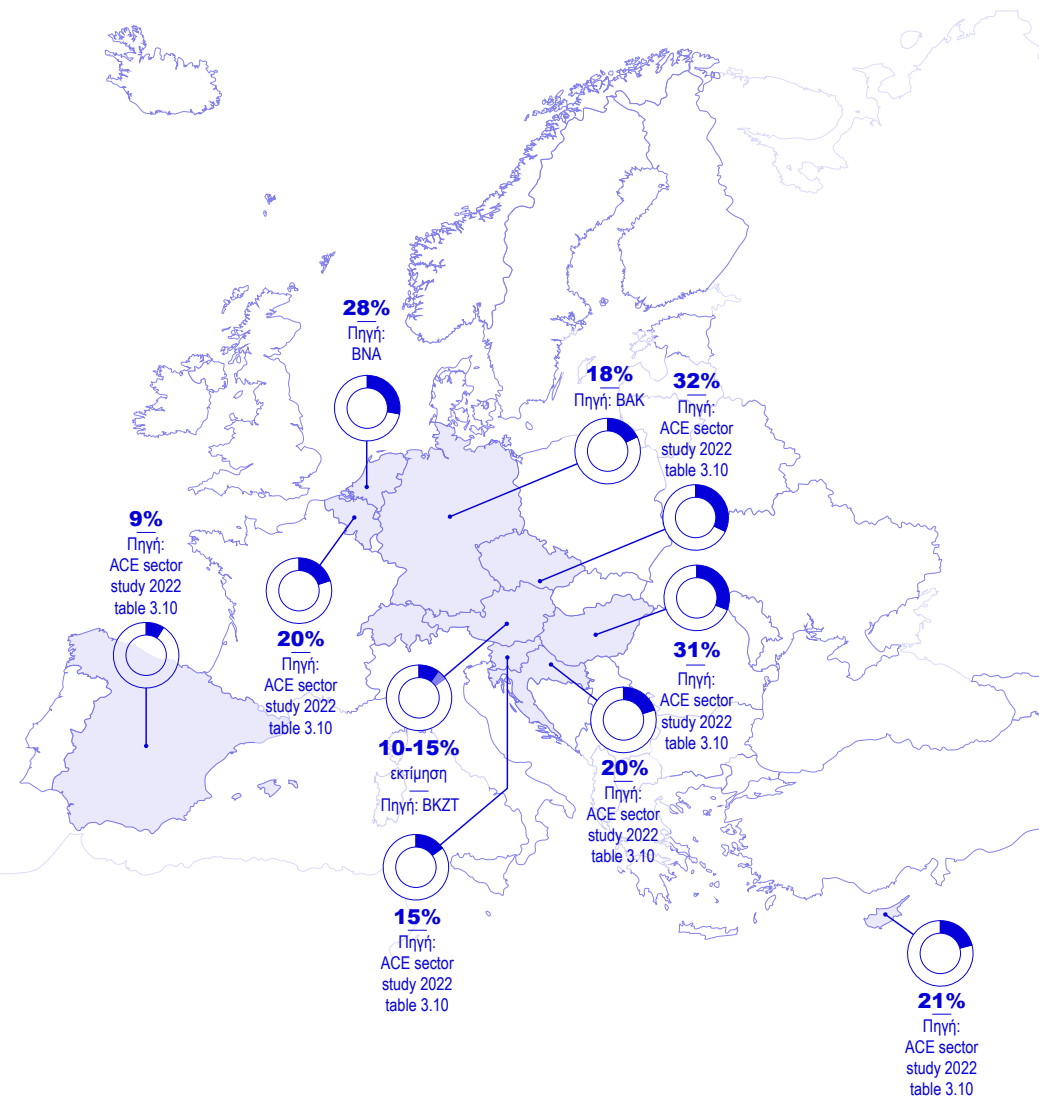 28%
Πηγή:
BNA
18%
Πηγή: BAK
32%
Πηγή:
ACE sector
study 2022
table 3.10
9%
Πηγή:
ACE sector
study 2022
table 3.10
20%
Πηγή:
ACE sector
study 2022
table 3.10
31%
Πηγή:
ACE sector
study 2022
table 3.10
10-15%
εκτίμηση
Πηγή: BKZT
20%
Πηγή:
ACE sector
study 2022
table 3.10
15%
Πηγή:
ACE sector
study 2022
table 3.10
21%
Πηγή:
ACE sector
study 2022
table 3.10